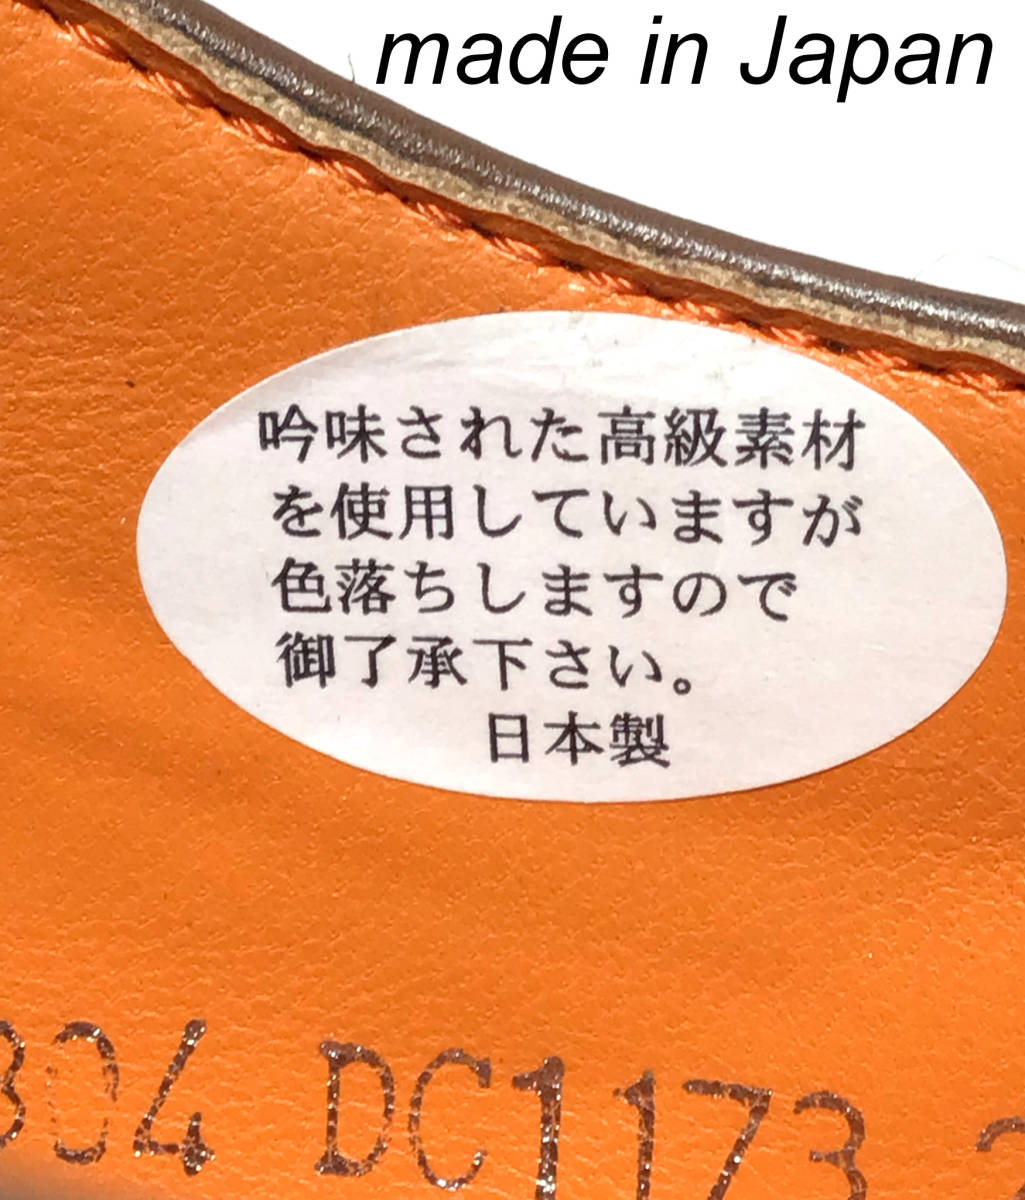 made in Japan
吟味された高級素材
を使用していますが
色落ちしますので
御了承下さい。
日本製
304 DC1173